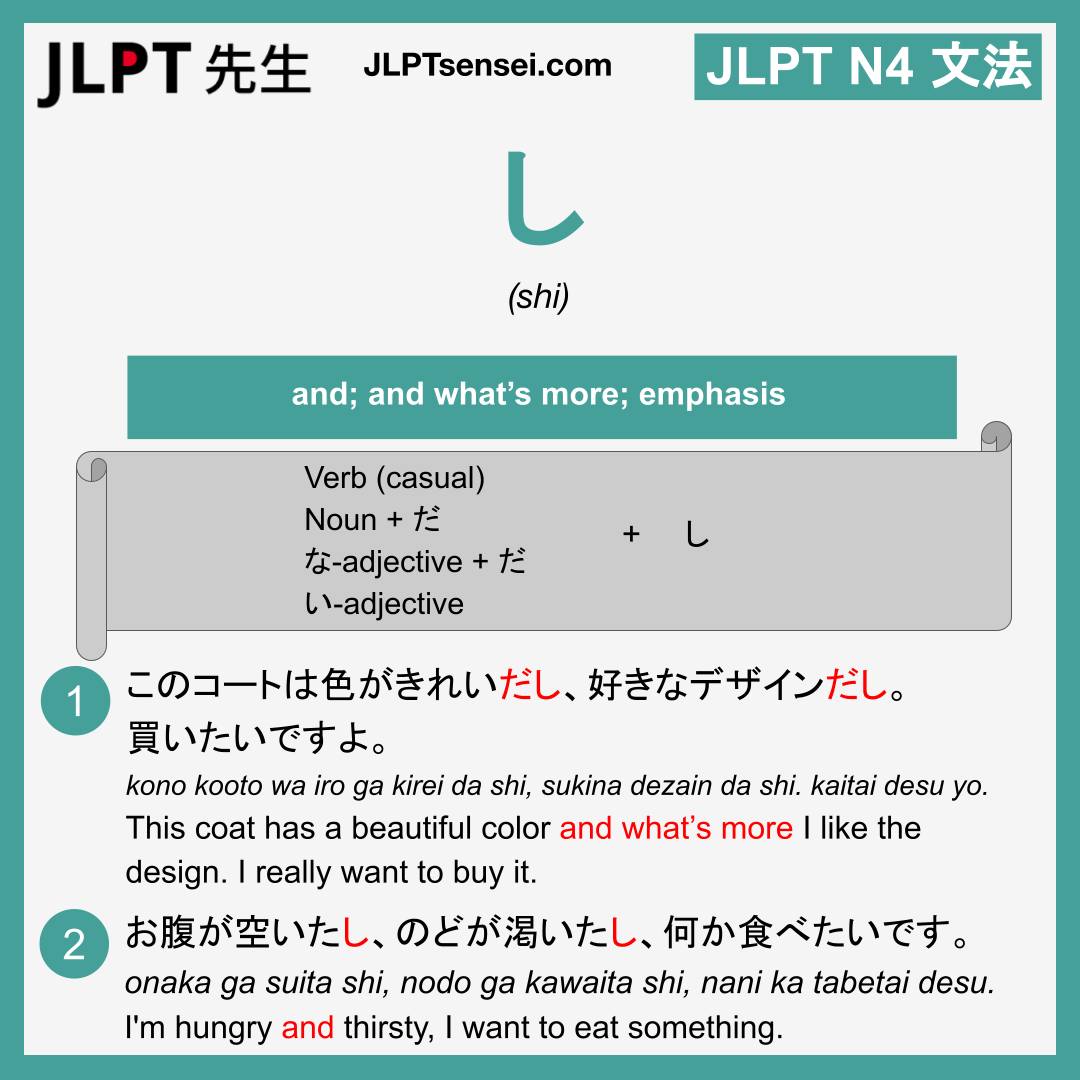 JLPT 先生
JLPTsensei.com
JLPT N4 文法
し
(shi)
and; and what's more; emphasis
Verb (casual)
Noun + だ
な-adjective + だ
い-adjective
+ し
1
このコートは色がきれいだし、好きなデザインだし。
買いたいですよ。
kono kooto wa iro ga kirei da shi, sukina dezain da shi. kaitai desu yo.
This coat has a beautiful color and what's more I like the
design. I really want to buy it.
2
お腹が空いたし、のどが渇いたし、何か食べたいです。
onaka ga suita shi, nodo ga kawaita shi, nani ka tabetai desu.
I'm hungry and thirsty, I want to eat something.